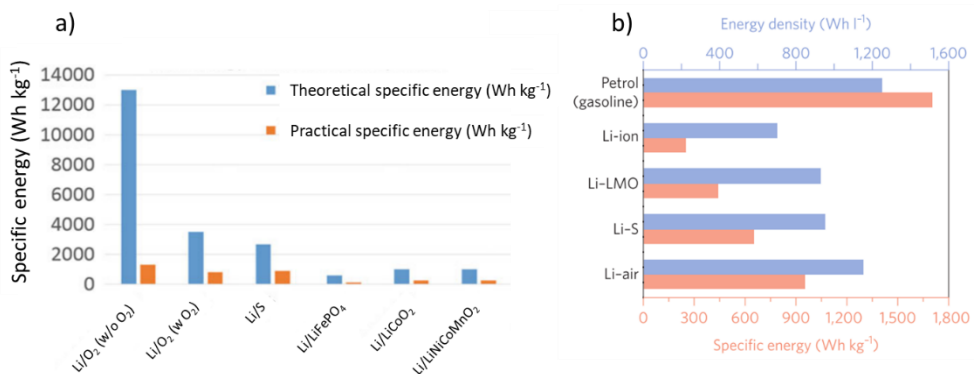 a)
Specific energy (Wh kg⁻¹)
14000
12000
10000
8000
6000
4000
2000
0
Theoretical specific energy (Wh kg⁻¹)
Practical specific energy (Wh kg⁻¹)
Li/O₂ (w/o O₂)
Li/O₂ (w O₂)
Li/S
Li/LiFePO₄
Li/LiCoO₂
Li/LiNiCoMnO₂
b)
Energy density (Wh l⁻¹)
0 400 800 1,200 1,600
Petrol
(gasoline)
Li-ion
Li–LMO
Li–S
Li–air
0 300 600 900 1,200 1,500 1,800
Specific energy (Wh kg⁻¹)